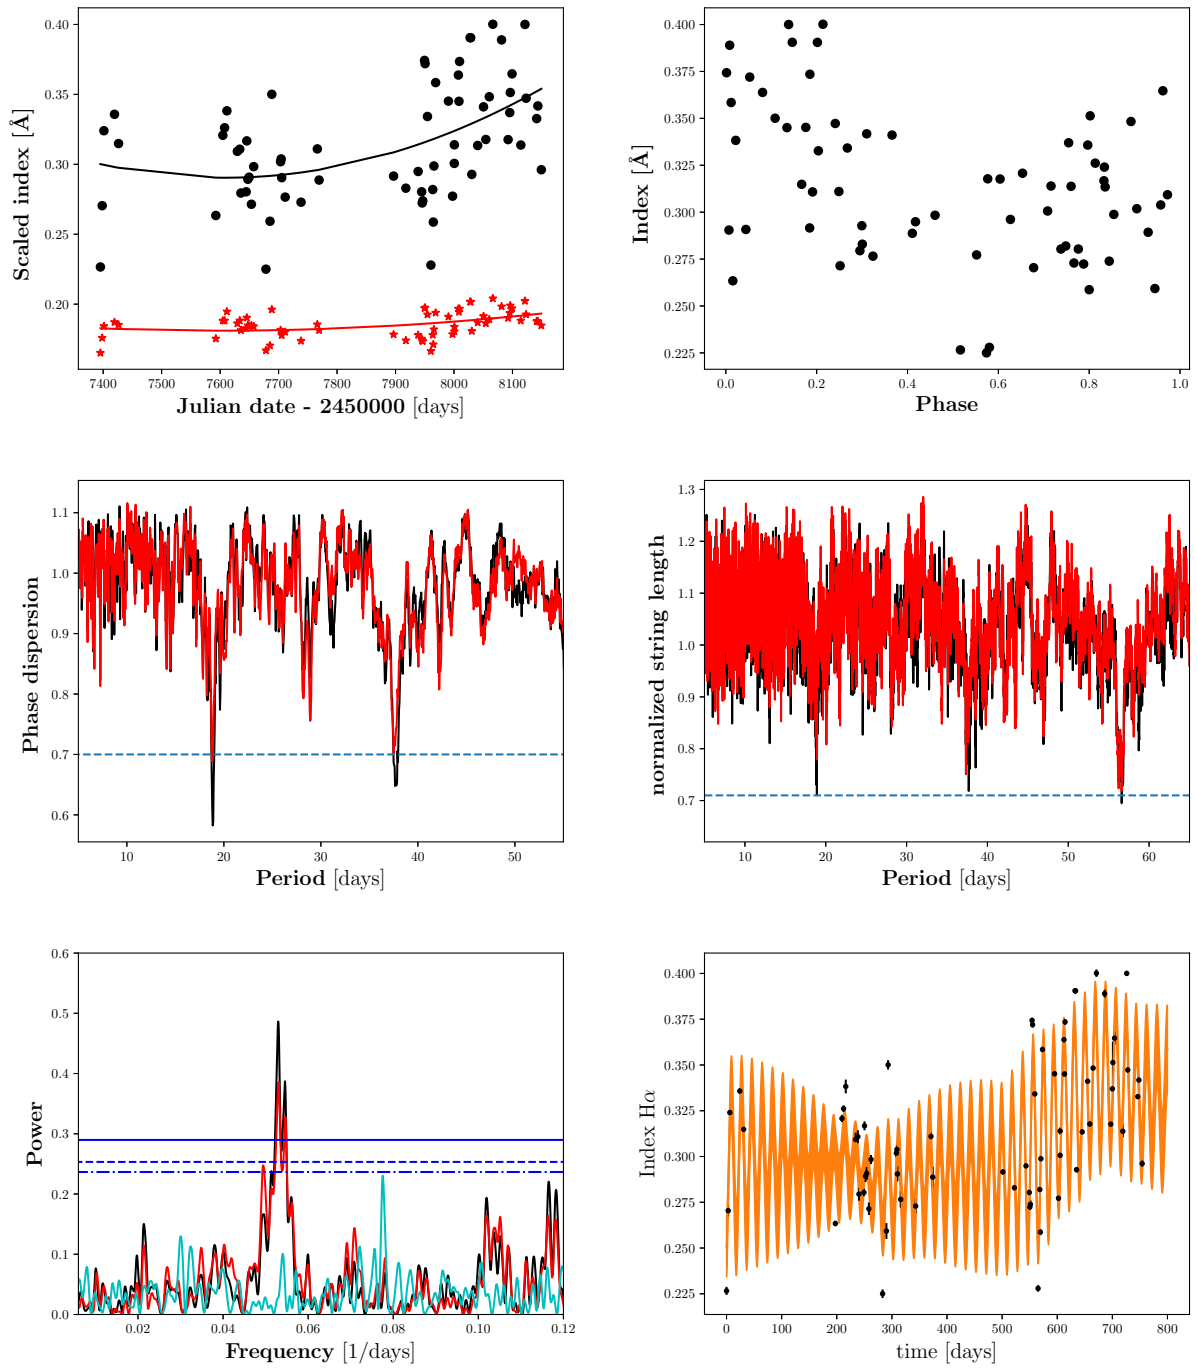 0.40
0.35
0.30
0.25
0.20
Scaled index [Å]
7400 7500 7600 7700 7800 7900 8000 8100
Julian date - 2450000 [days]
0.400
0.375
0.350
0.325
0.300
0.275
0.250
0.225
Index [Å]
0.0 0.2 0.4 0.6 0.8 1.0
Phase
1.1
1.0
0.9
0.8
0.7
0.6
Phase dispersion
10 20 30 40 50
Period [days]
1.3
1.2
1.1
1.0
0.9
0.8
0.7
normalized string length
10 20 30 40 50 60
Period [days]
0.6
0.5
0.4
0.3
0.2
0.1
0.0
Power
0.02 0.04 0.06 0.08 0.10 0.12
Frequency [1/days]
0.400
0.375
0.350
0.325
0.300
0.275
0.250
0.225
Index Hα
0 100 200 300 400 500 600 700 800
time [days]